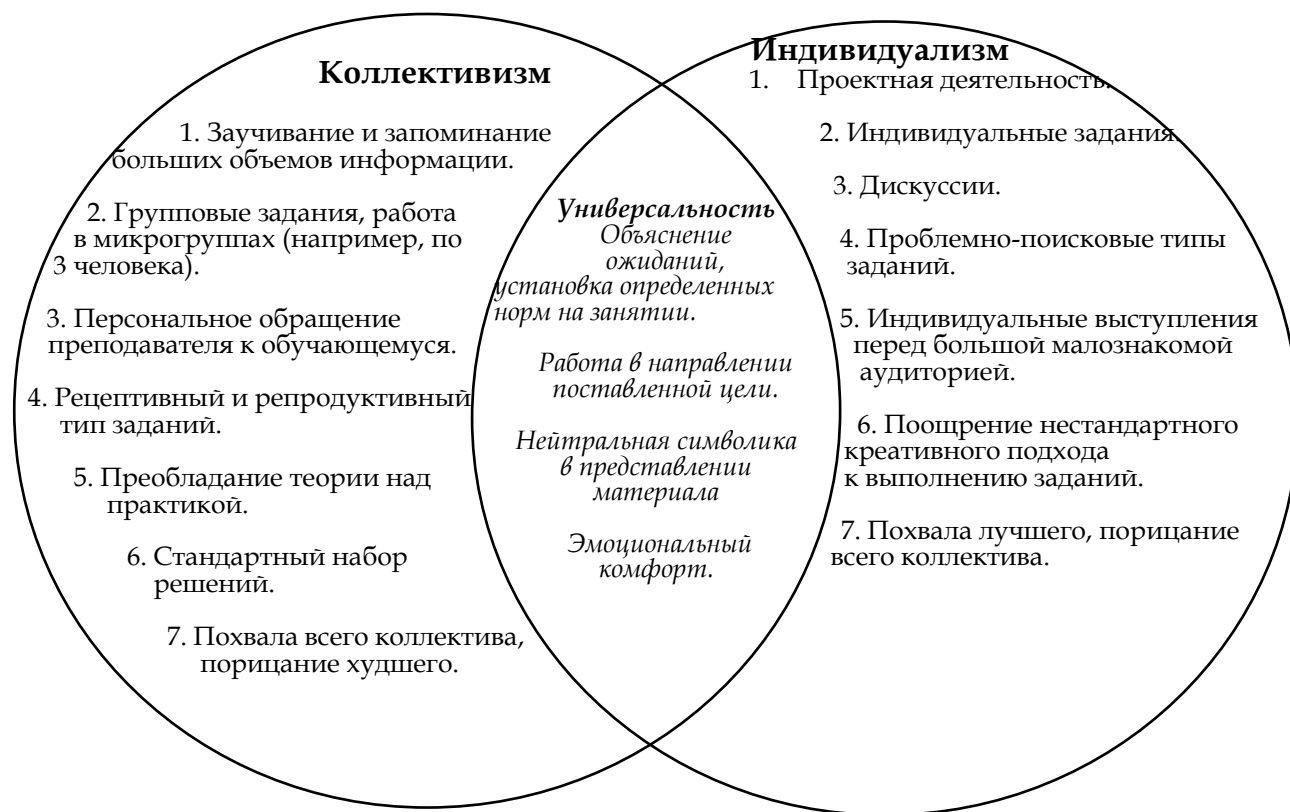 Коллективизм
1. Заучивание и запоминание
больших объемов информации.
2. Групповые задания, работа
в микрогруппах (например, по
3 человека).
3. Персональное обращение
преподавателя к обучающемуся.
4. Рецептивный и репродуктивный
тип заданий.
5. Преобладание теории над
практикой.
6. Стандартный набор
решений.
7. Похвала всего коллектива,
порицание худшего.
Универсальность
Объяснение
ожиданий,
установка определенных
норм на занятии.
Работа в направлении
поставленной цели.
Нейтральная символика
в представлении
материала
Эмоциональный
комфорт.
Индивидуализм
1. Проектная деятельность.
2. Индивидуальные задания.
3. Дискуссии.
4. Проблемно-поисковые типы
заданий.
5. Индивидуальные выступления
перед большой малознакомой
аудиторией.
6. Поощрение нестандартного
креативного подхода
к выполнению заданий.
7. Похвала лучшего, порицание
всего коллектива.